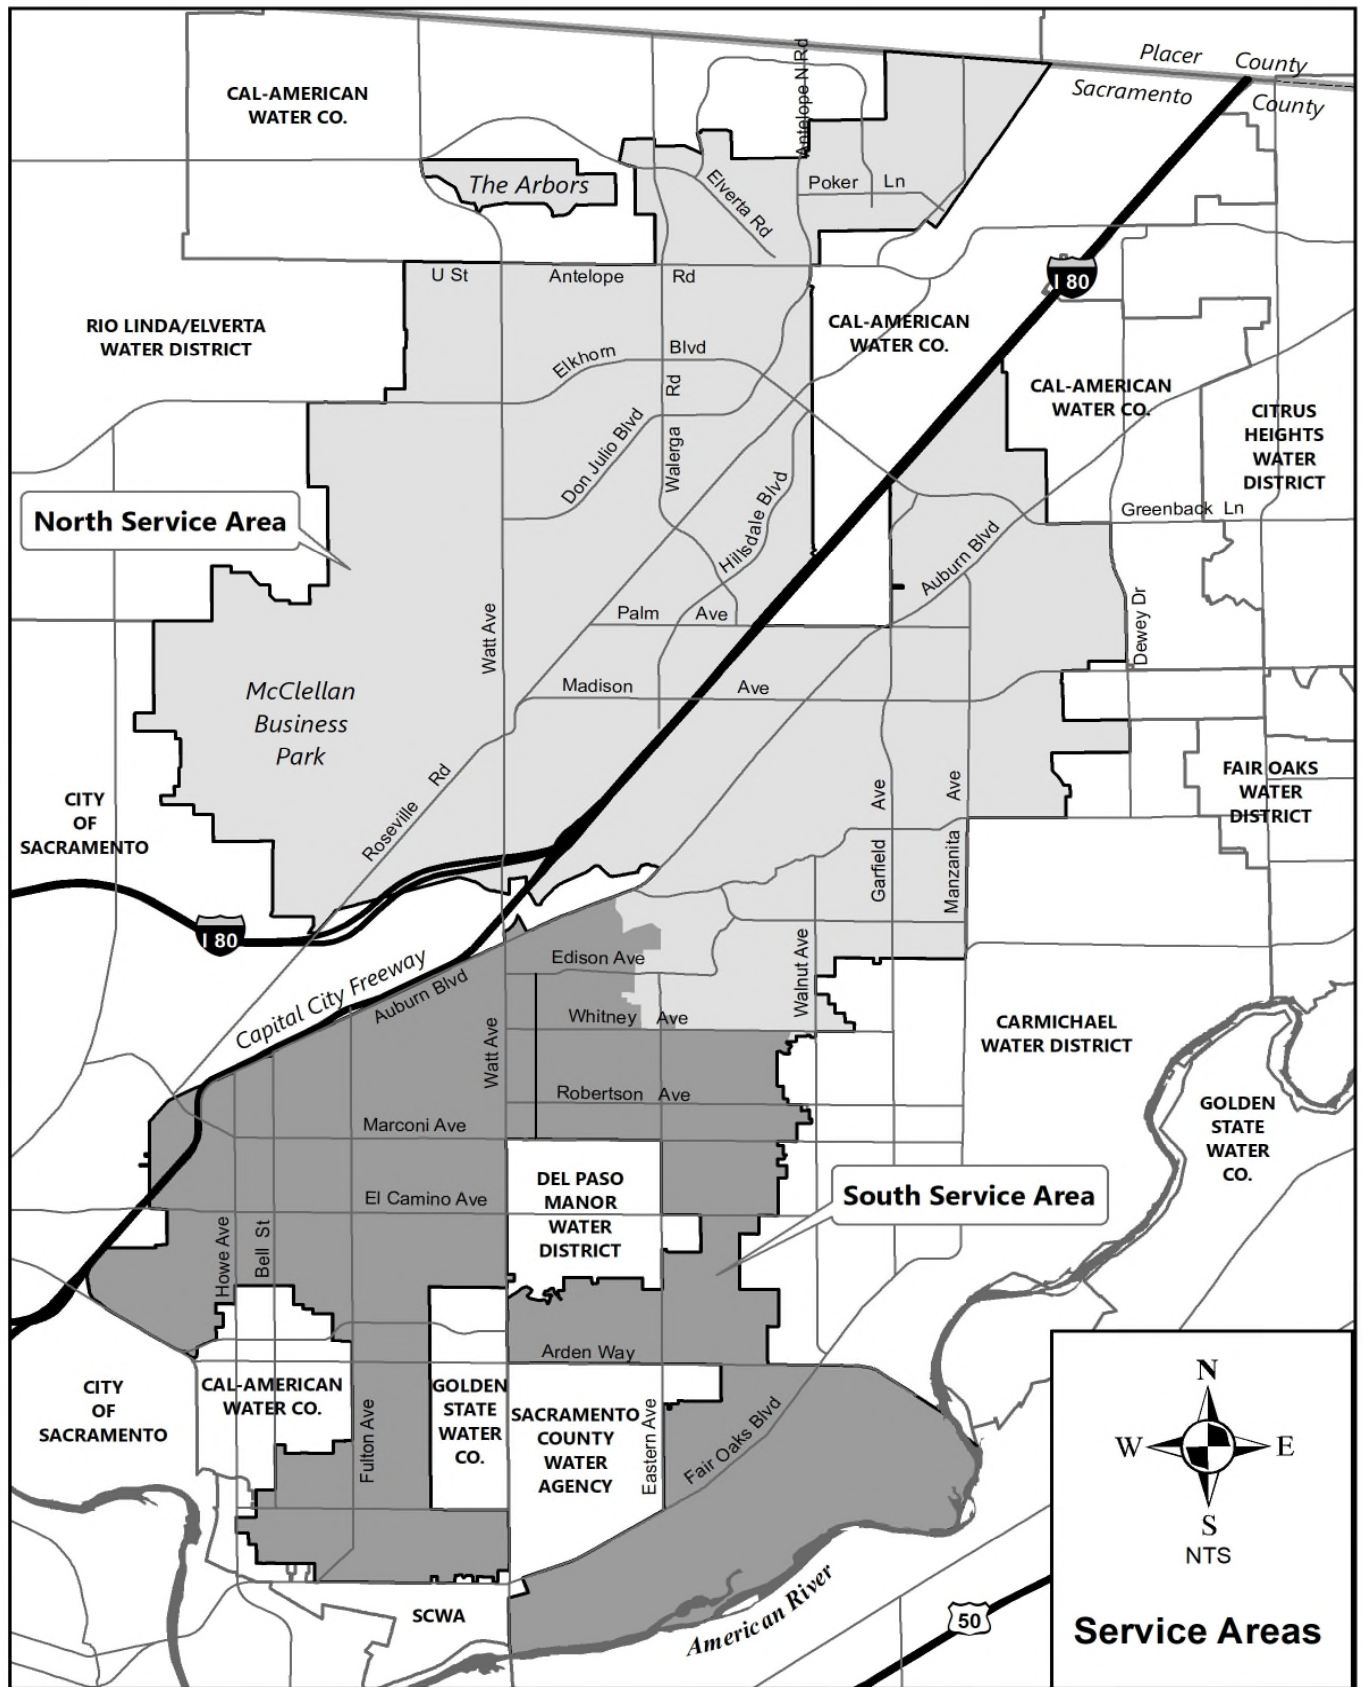 Placer County
Sacramento County
CAL-AMERICAN
WATER CO.
Antelope N Rd
The Arbors
Elverta Rd
Poker Ln
U St
Antelope Rd
I 80
RIO LINDA/ELVERTA
WATER DISTRICT
CAL-AMERICAN
WATER CO.
Elkhorn Blvd
CAL-AMERICAN
WATER CO.
CITRUS
HEIGHTS
WATER
DISTRICT
Don Julio Blvd
Walerga Rd
Hillsdale Blvd
Greenback Ln
North Service Area
Auburn Blvd
Palm Ave
Watt Ave
Dewey Dr
McClellan
Business
Park
Madison Ave
Roseville Rd
CITY
OF
SACRAMENTO
FAIR OAKS
WATER
DISTRICT
Garfield Ave
Manzanita Ave
I 80
Capital City Freeway
Auburn Blvd
Edison Ave
Walnut Ave
Whitney Ave
Watt Ave
CARMICHAEL
WATER DISTRICT
Robertson Ave
Marconi Ave
GOLDEN
STATE
WATER
CO.
DEL PASO
MANOR
WATER
DISTRICT
El Camino Ave
South Service Area
Howe Ave
Bell St
Arden Way
CITY
OF
SACRAMENTO
CAL-AMERICAN
WATER CO.
Fulton Ave
GOLDEN
STATE
WATER
CO.
SACRAMENTO
COUNTY
WATER
AGENCY
Eastern Ave
Fair Oaks Blvd
N
W E
S
NTS
SCWA
American River
50
Service Areas